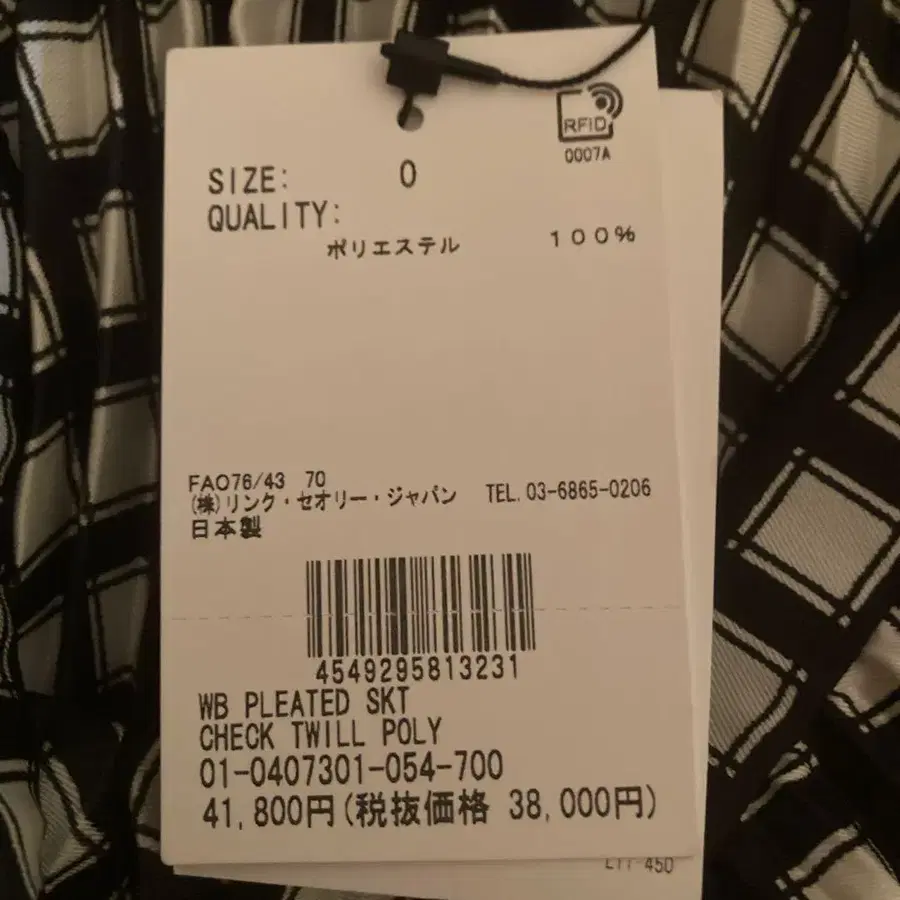 RFID
0007A
SIZE: 0
QUALITY:
ポリエステル 100%
FAO76/43 70
(株)リンク・セオリー・ジャパン TEL. 03-6865-0206
日本製
4549295813231
WB PLEATED SKT
CHECK TWILL POLY
01-0407301-054-700
41,800円(税抜価格 38,000円)